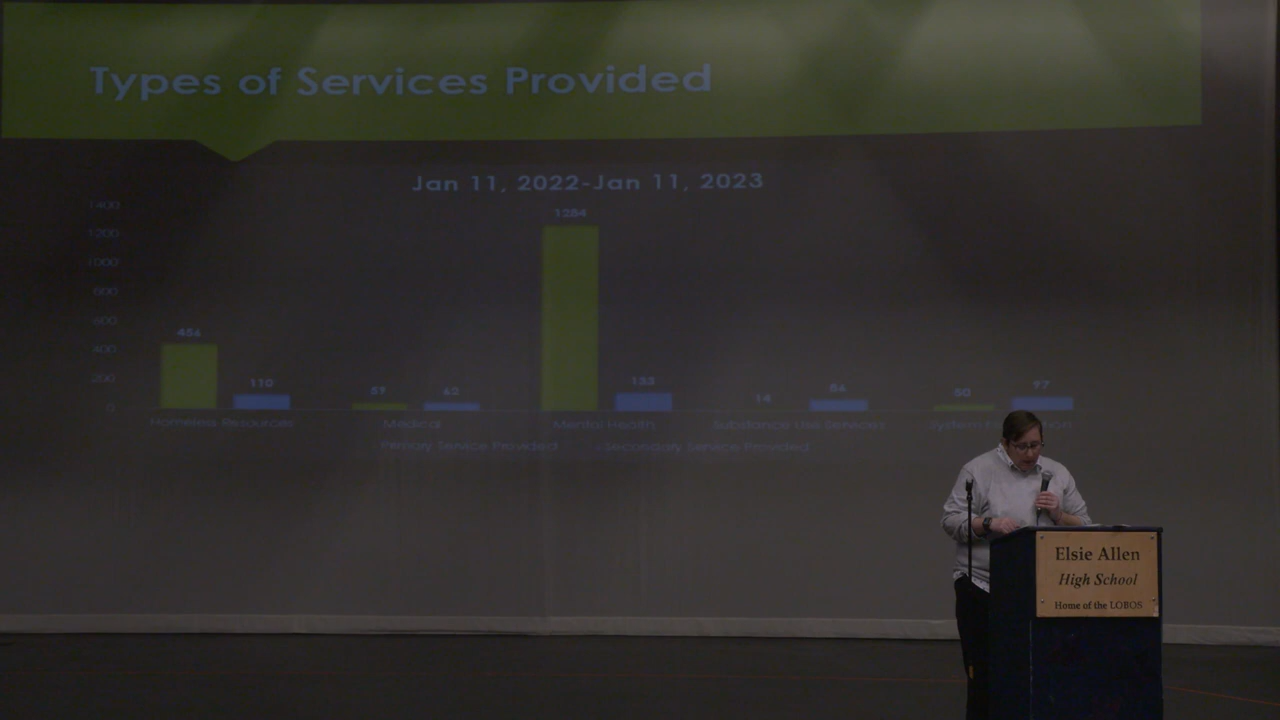 Types of Services Provided
Jan 11, 2022-Jan 11, 2023
1400
1200
1000
800
600
400
200
0
456
110
57
62
1284
133
14
86
50
97
Homeless Resources
Medical
Mental Health
Substance Use Services
Primary Service Provided
Secondary Service Provided
Elsie Allen
High School
Home of the LOBOS